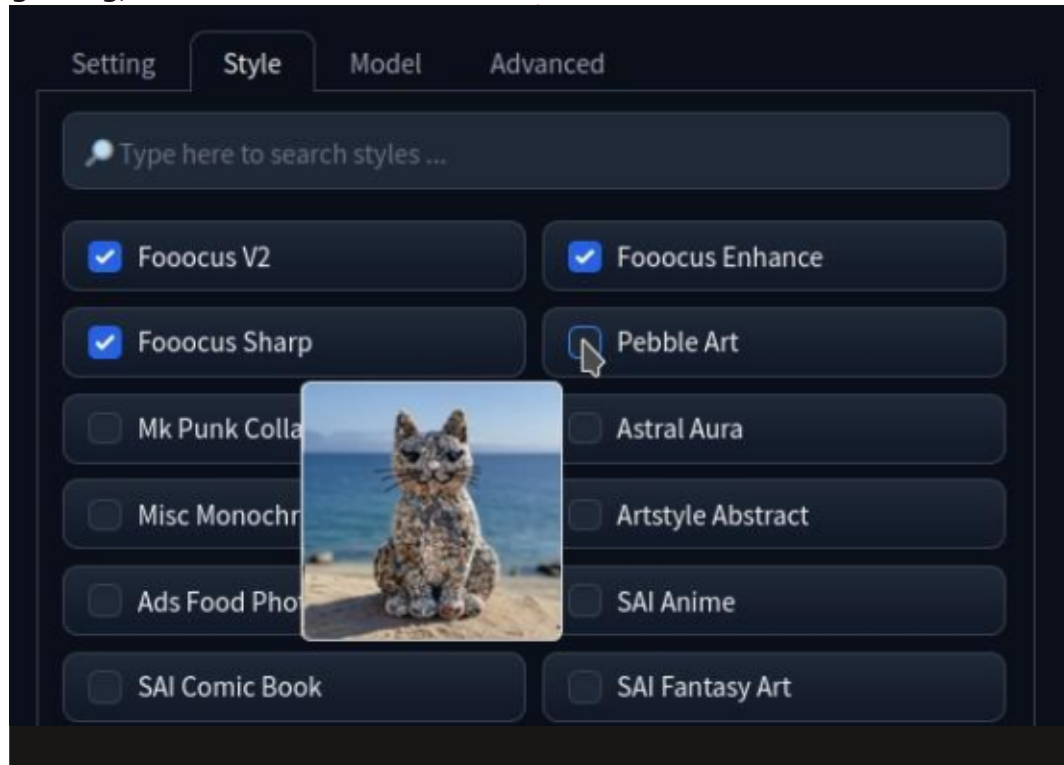 Setting Style Model Advanced
Type here to search styles ...
Fooocus V2 Fooocus Enhance
Fooocus Sharp Pebble Art
Mk Punk Colla Astral Aura
Misc Monochr Artstyle Abstract
Ads Food Pho SAI Anime
SAI Comic Book SAI Fantasy Art